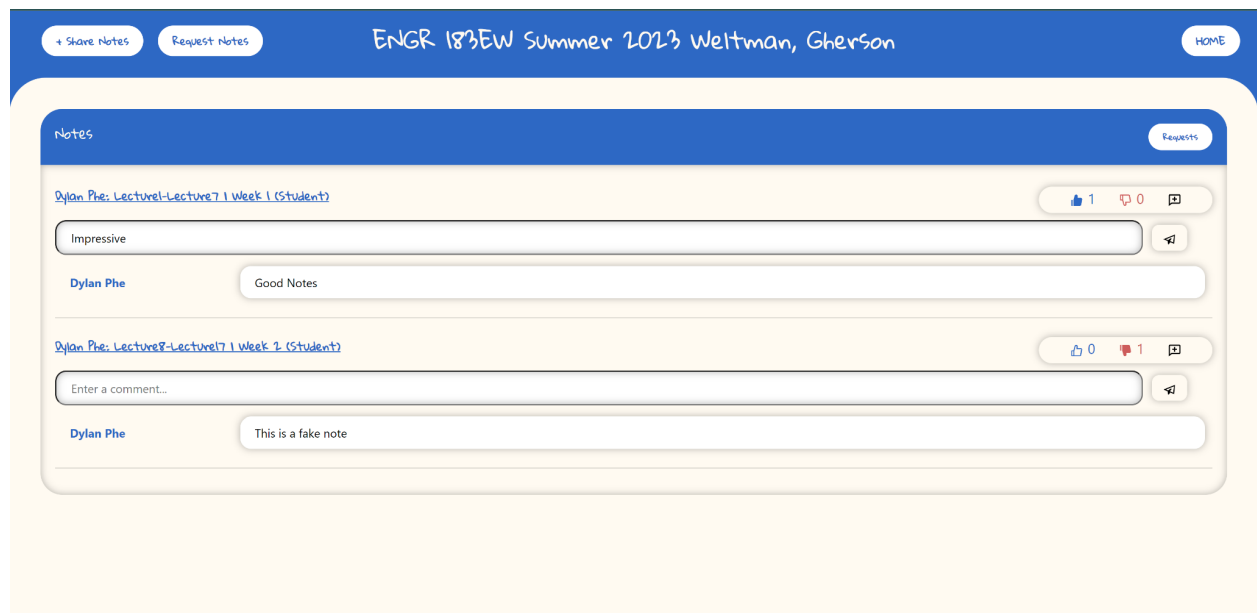 + Share Notes Request Notes ENGR 183EW Summer 2023 Weltman, Gherson HOME
Notes Requests
Dylan Phe: Lecture1-Lecture7 | Week 1 (Student) 1 0
Impressive
Dylan Phe Good Notes
Dylan Phe: Lecture8-Lecture17 | Week 2 (Student) 0 1
Enter a comment...
Dylan Phe This is a fake note